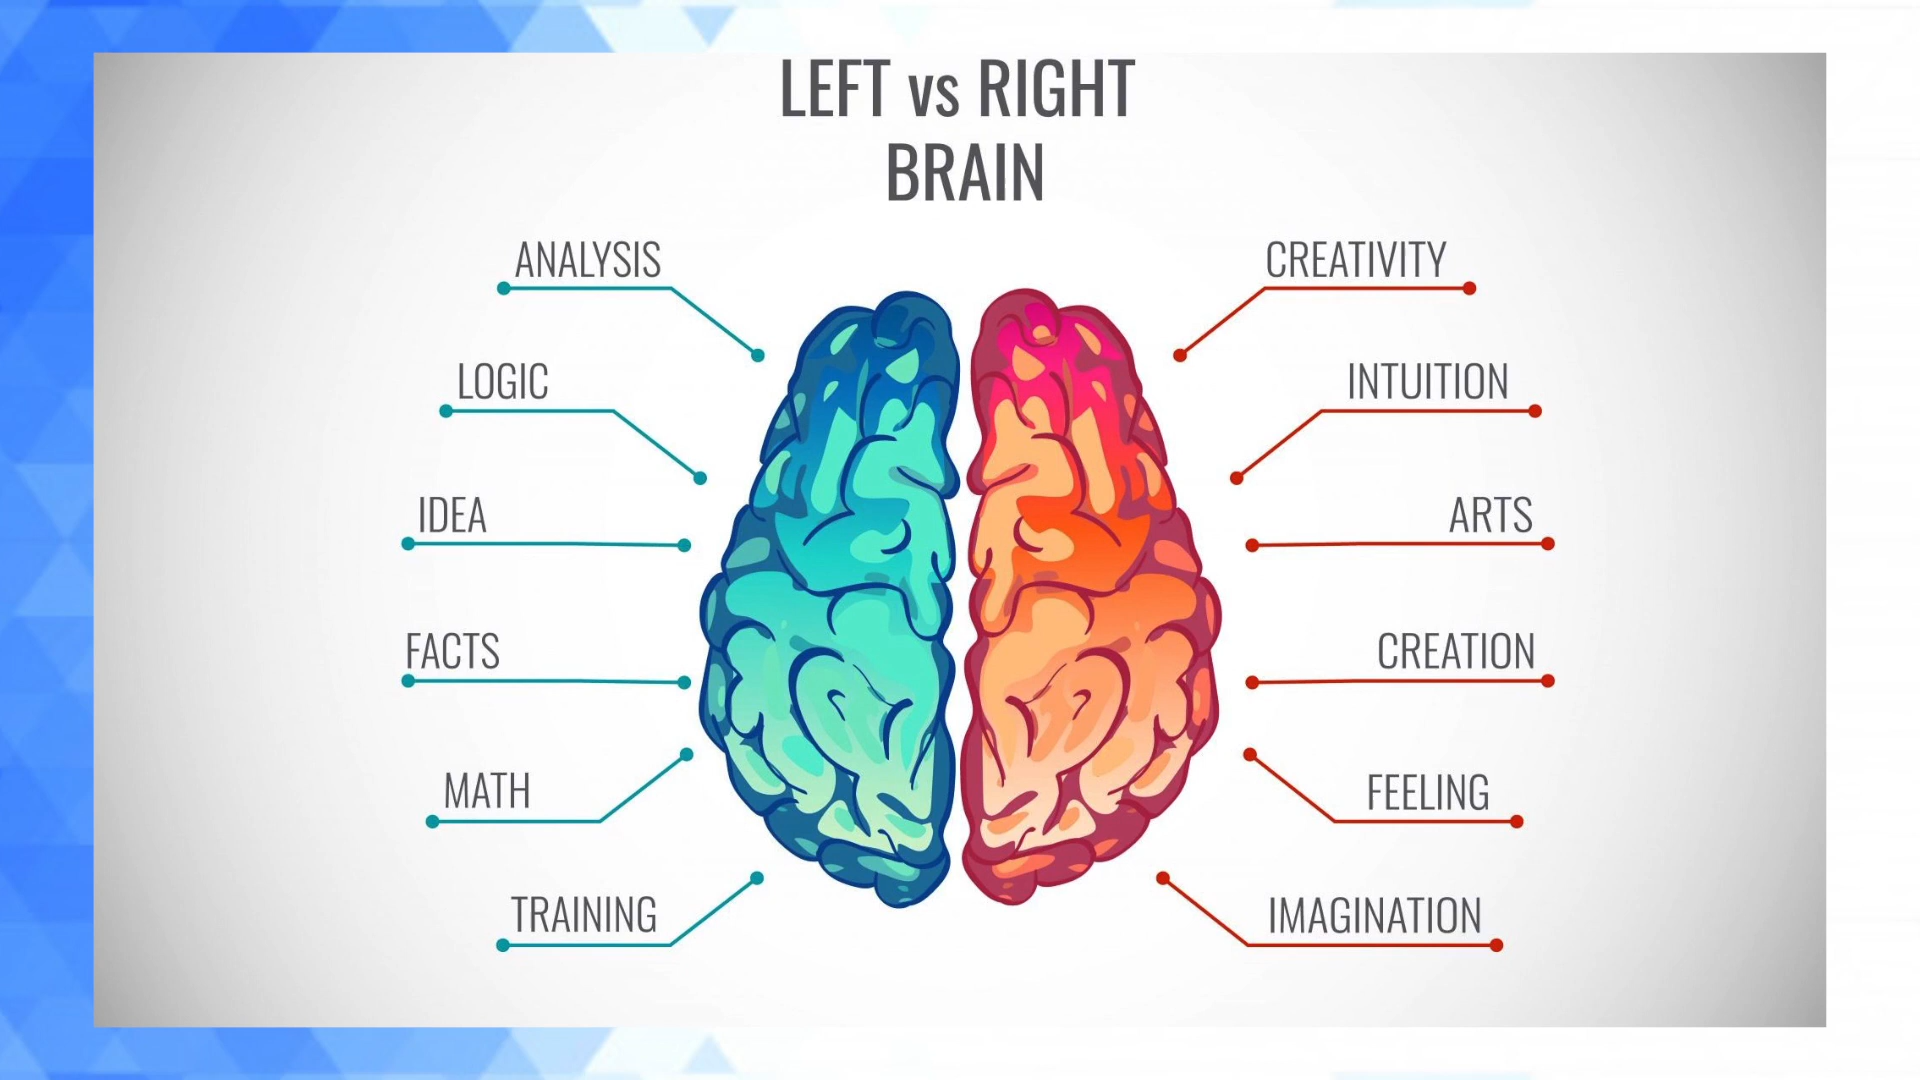 LEFT vs RIGHT
BRAIN
ANALYSIS
CREATIVITY
LOGIC
INTUITION
IDEA
ARTS
FACTS
CREATION
MATH
FEELING
TRAINING
IMAGINATION